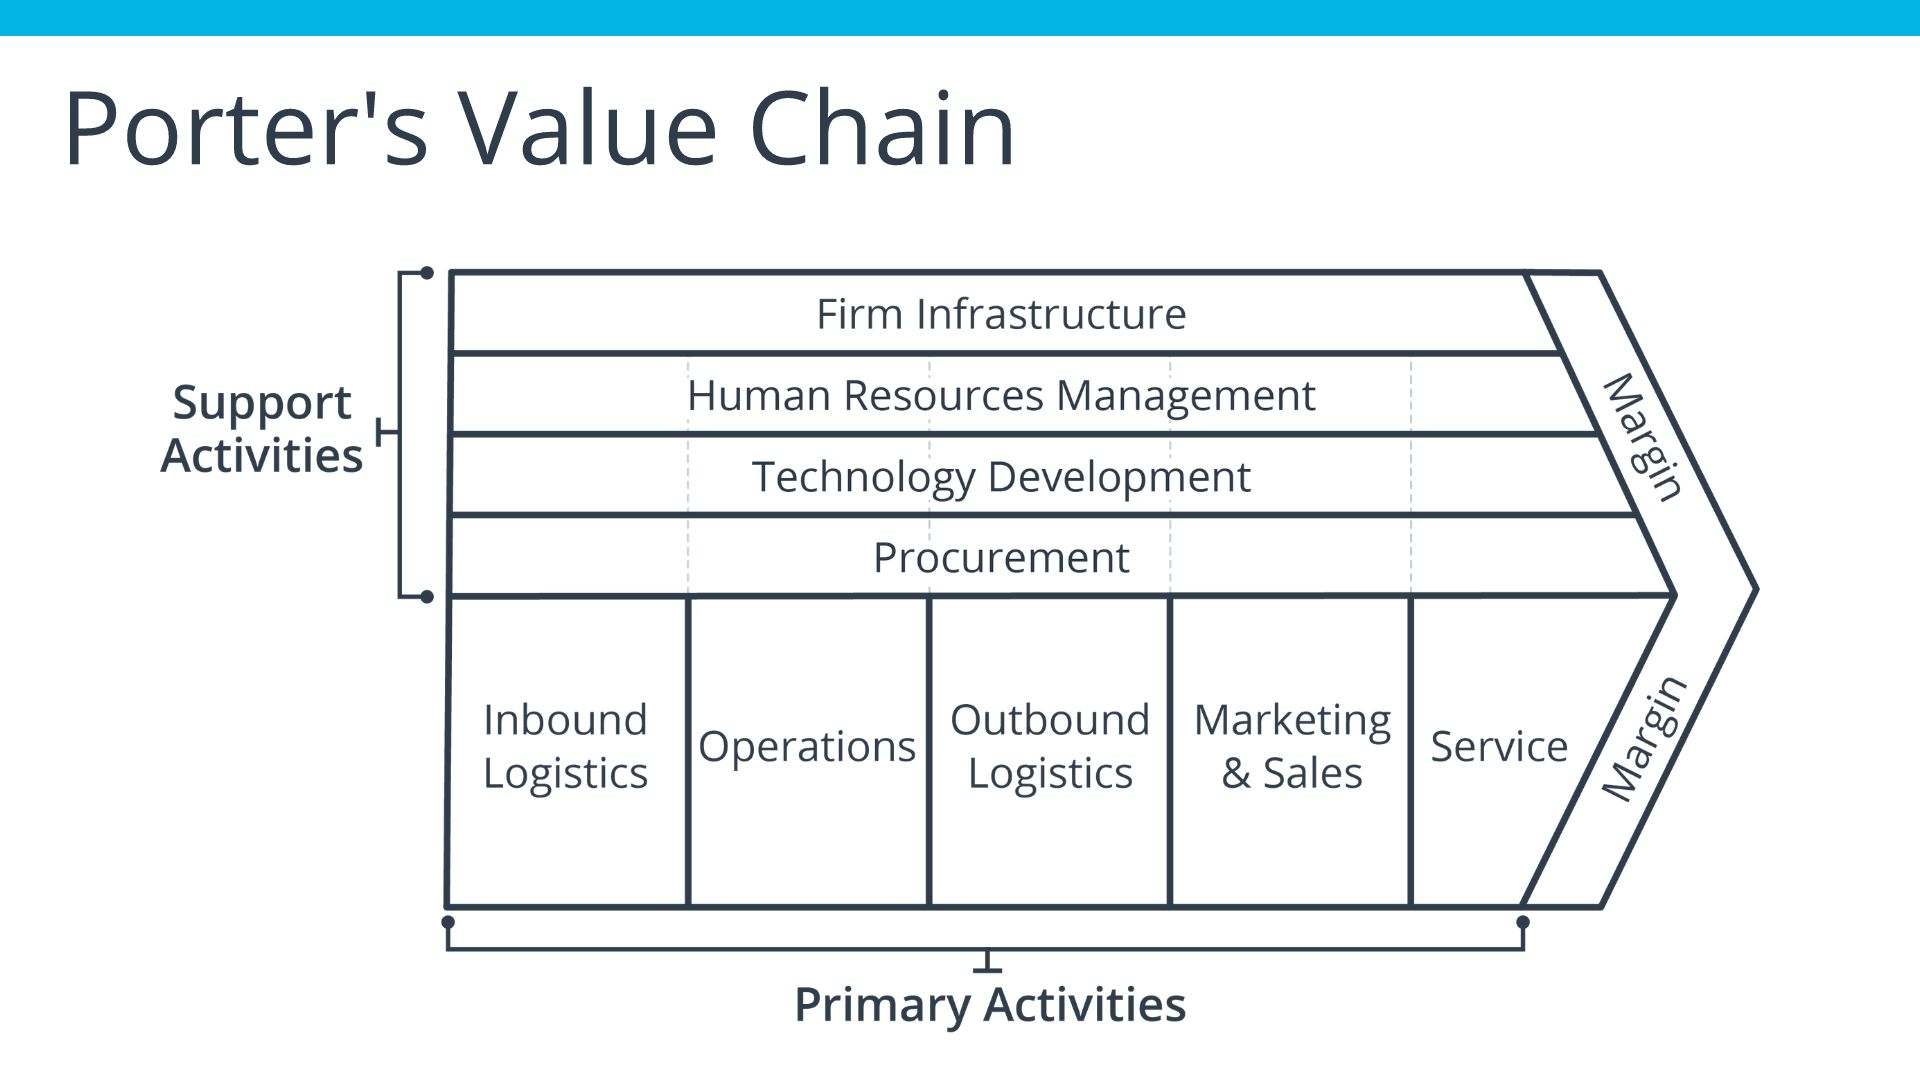 Porter's Value Chain
Support
Activities
Firm Infrastructure
Human Resources Management
Technology Development
Procurement
Margin
Inbound
Logistics
Operations
Outbound
Logistics
Marketing
& Sales
Service
Margin
Primary Activities